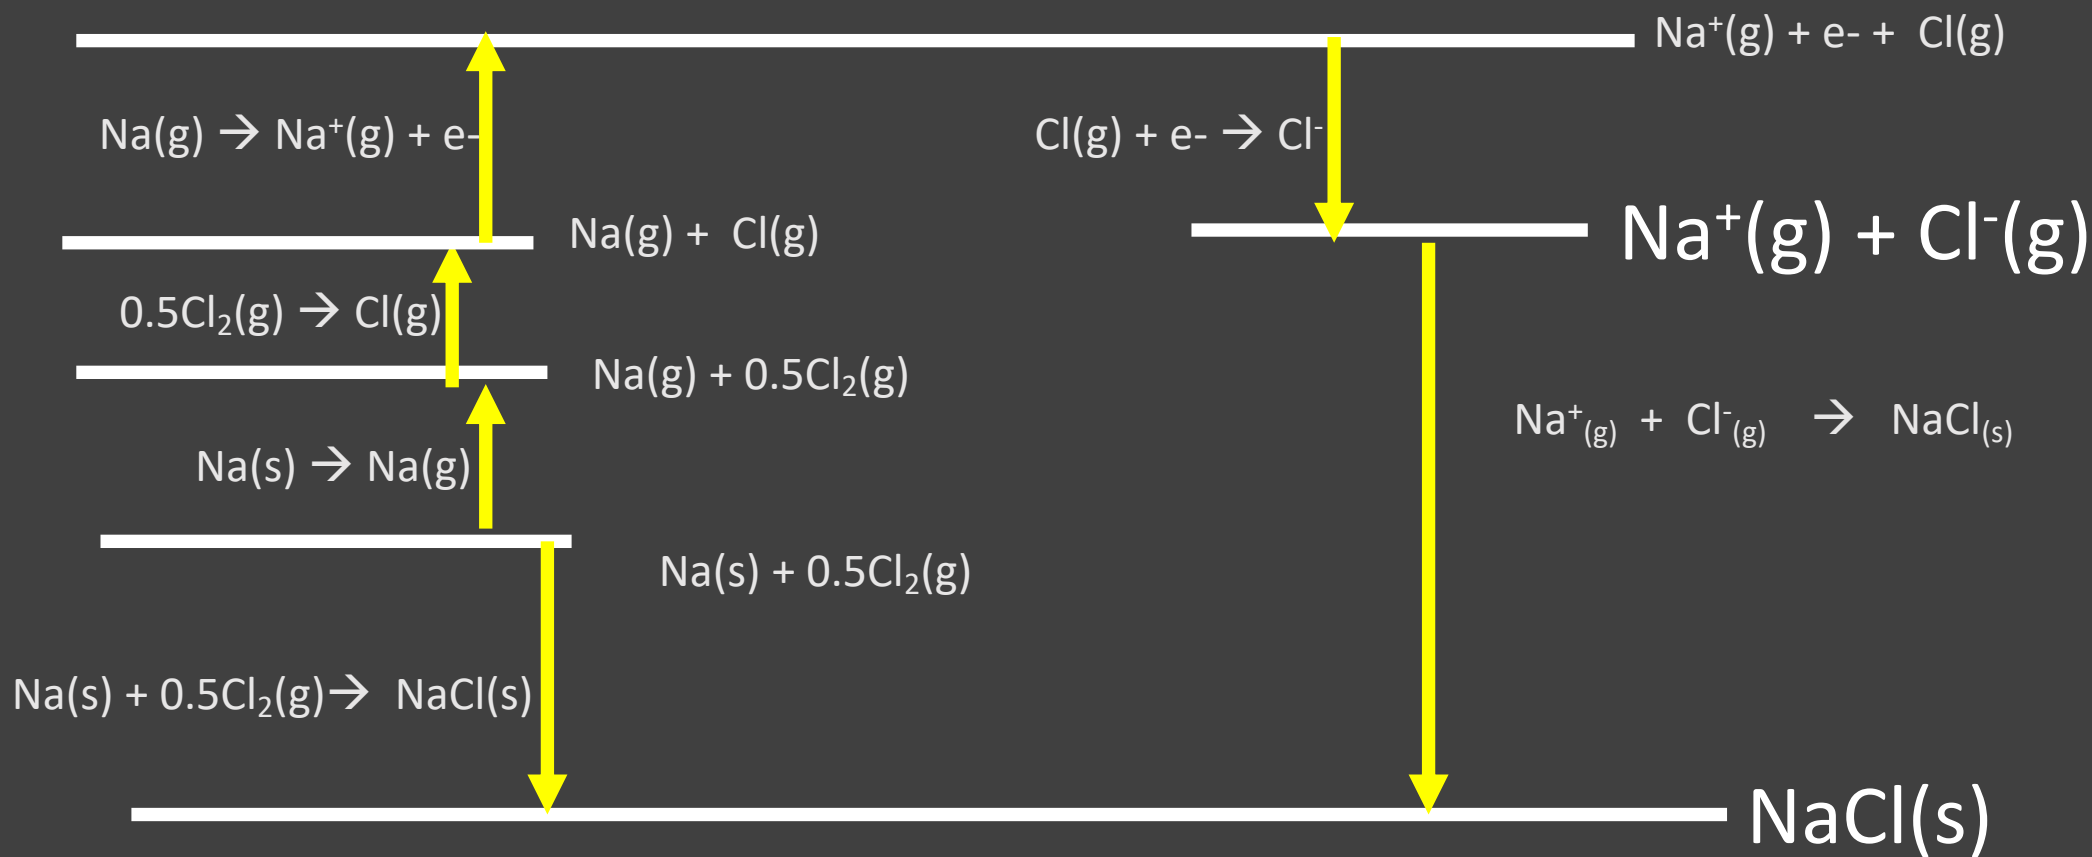 Na⁺(g) + e- + Cl(g)
Na(g) → Na⁺(g) + e-
Cl(g) + e- → Cl⁻
Na(g) + Cl(g)
Na⁺(g) + Cl⁻(g)
0.5Cl₂(g) → Cl(g)
Na(g) + 0.5Cl₂(g)
Na⁺₍g₎ + Cl⁻₍g₎ → NaCl₍s₎
Na(s) → Na(g)
Na(s) + 0.5Cl₂(g)
Na(s) + 0.5Cl₂(g)→ NaCl(s)
NaCl(s)